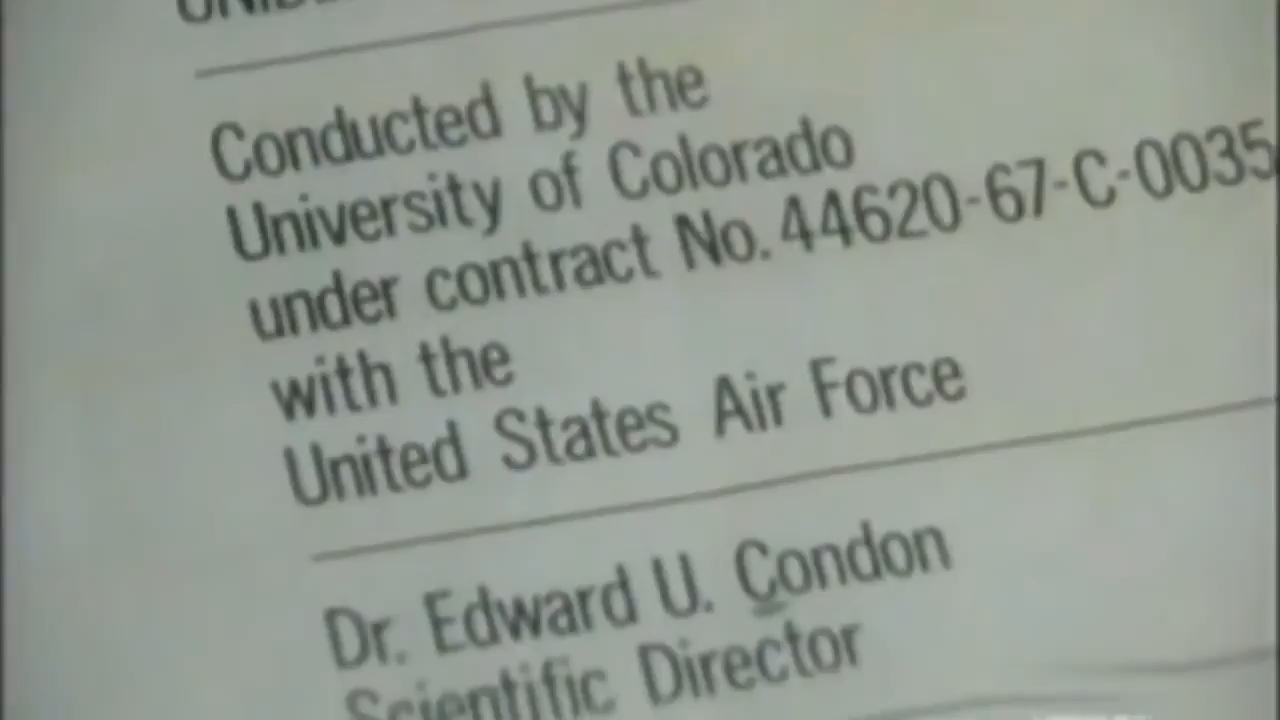 Conducted by the
University of Colorado
under contract No. 44620-67-C-0035
with the
United States Air Force
Dr. Edward U. Condon
Scientific Director